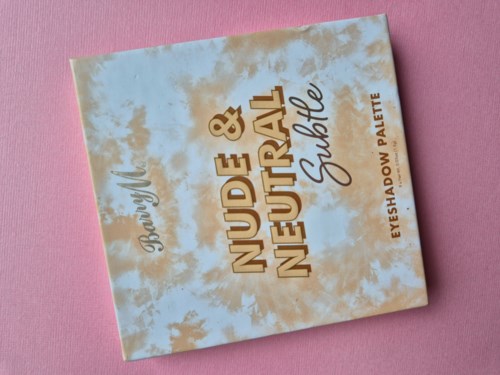 Barry M.
NUDE &
NEUTRAL
Subtle
EYESHADOW PALETTE